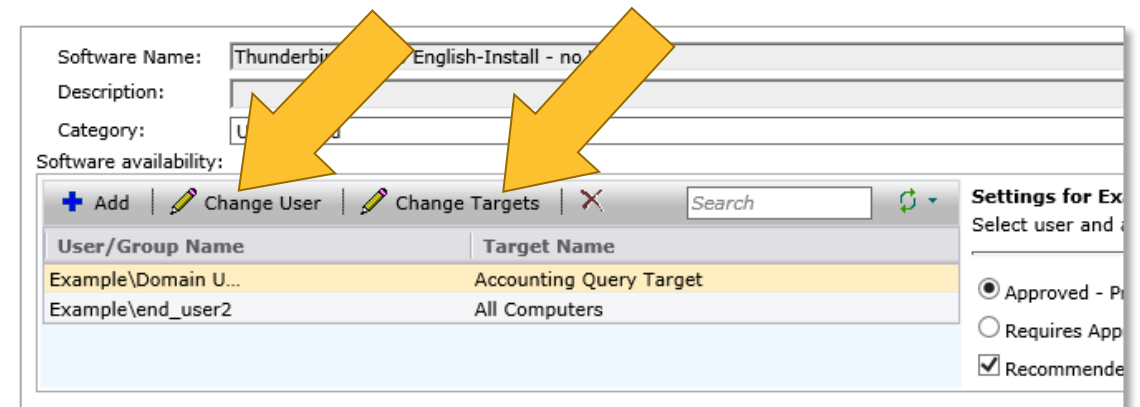 Software Name: Thunderbi English-Install - no
Description:
Category: U
Software availability:
Add Change User Change Targets Search
Settings for Ex
Select user and
User/Group Name Target Name
Example\Domain U... Accounting Query Target
Example\end_user2 All Computers
Approved - P
Requires App
Recommende